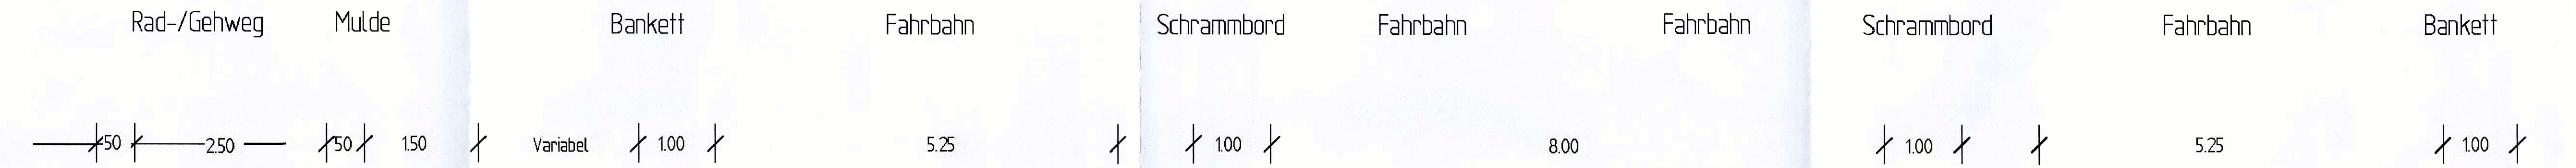 Rad-/Gehweg Mulde Bankett Fahrbahn Schrammbord Fahrbahn Fahrbahn Schrammbord Fahrbahn Bankett
50 2.50 50 1.50 Variabel 1.00 5.25 1.00 8.00 1.00 5.25 1.00